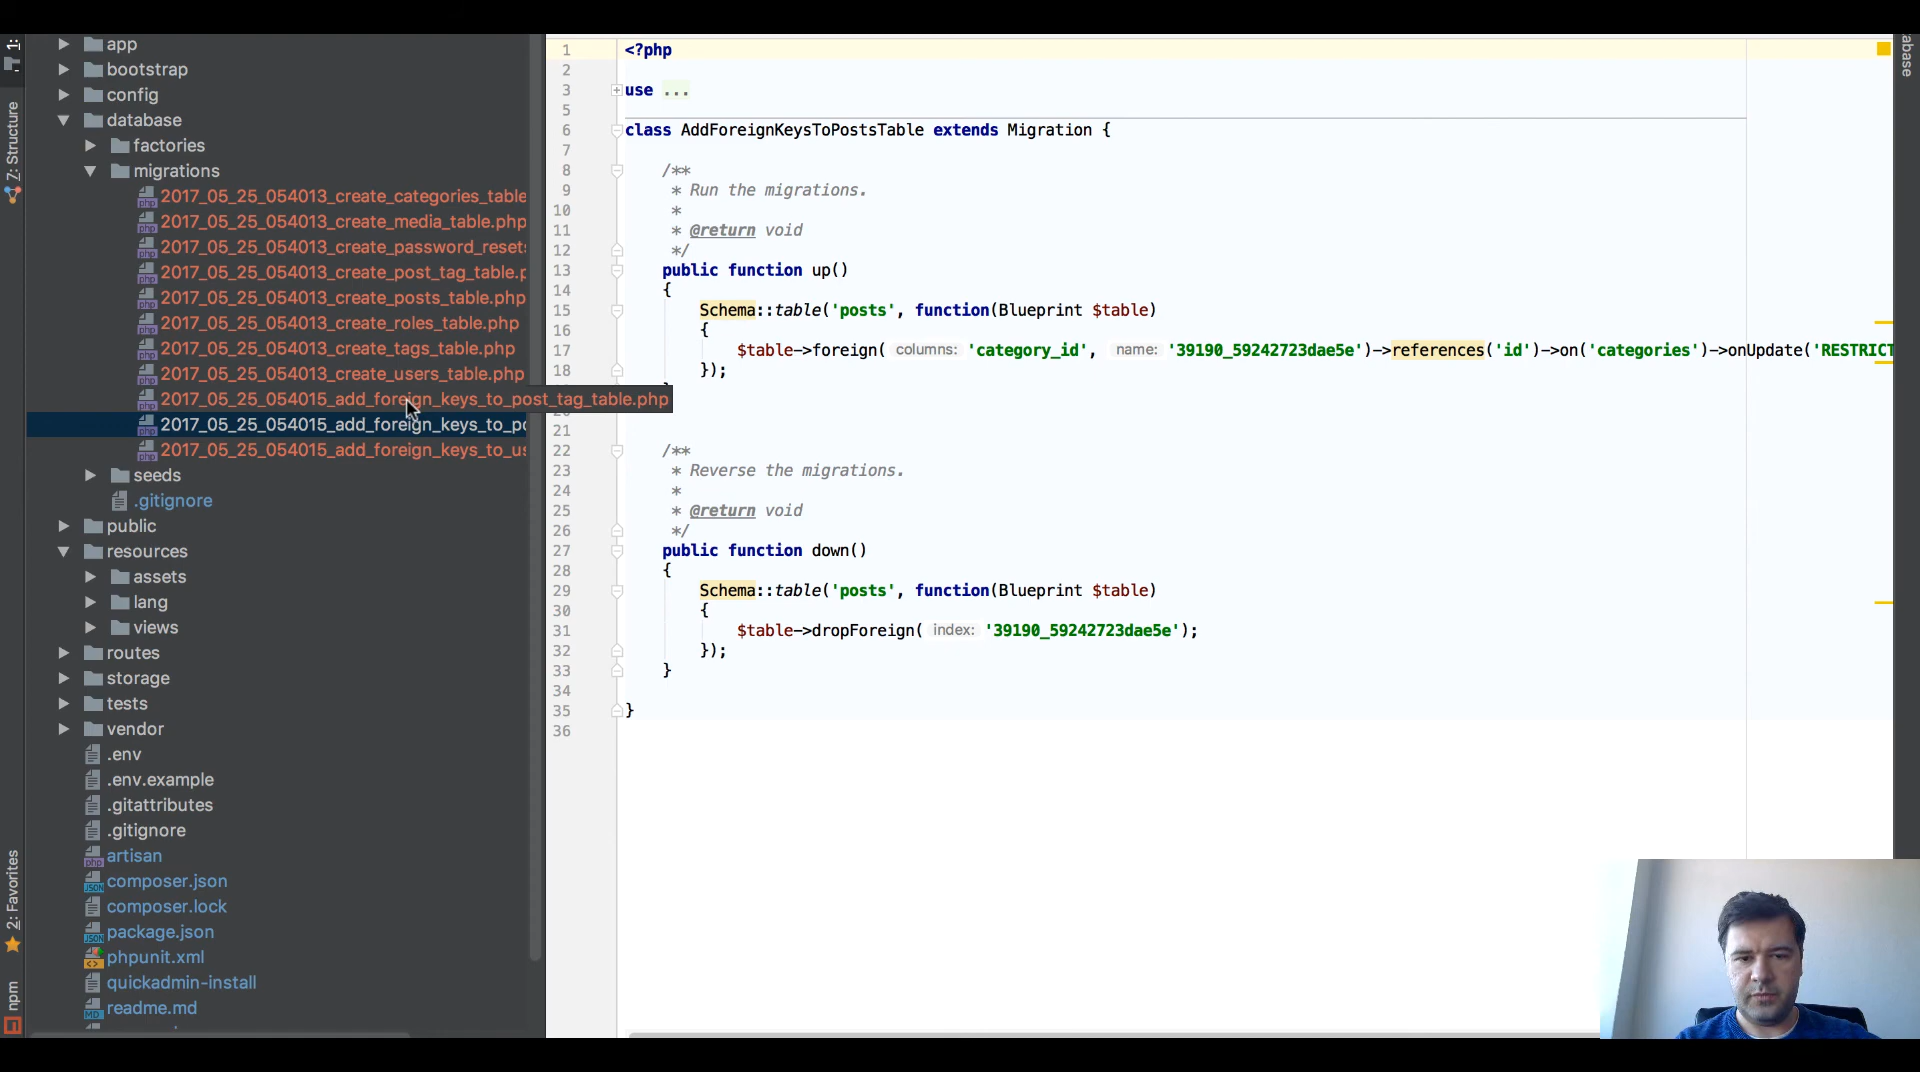 1:
Z: Structure
2: Favorites
npm
app
bootstrap
config
database
factories
migrations
2017_05_25_054013_create_categories_table
2017_05_25_054013_create_media_table.php
2017_05_25_054013_create_password_resets
2017_05_25_054013_create_post_tag_table.p
2017_05_25_054013_create_posts_table.php
2017_05_25_054013_create_roles_table.php
2017_05_25_054013_create_tags_table.php
2017_05_25_054013_create_users_table.php
2017_05_25_054015_add_foreign_keys_to_post_tag_table.php
2017_05_25_054015_add_foreign_keys_to_po
2017_05_25_054015_add_foreign_keys_to_us
seeds
.gitignore
public
resources
assets
lang
views
routes
storage
tests
vendor
.env
.env.example
.gitattributes
.gitignore
artisan
composer.json
composer.lock
package.json
phpunit.xml
quickadmin-install
readme.md
1 <?php
2
3 use ...
5
6 class AddForeignKeysToPostsTable extends Migration {
7
8 /**
9 * Run the migrations.
10 *
11 * @return void
12 */
13 public function up()
14 {
15 Schema::table('posts', function(Blueprint $table)
16 {
17 $table->foreign( columns: 'category_id', name: '39190_59242723dae5e')->references('id')->on('categories')->onUpdate('RESTRICT
18 });
21
22 /**
23 * Reverse the migrations.
24 *
25 * @return void
26 */
27 public function down()
28 {
29 Schema::table('posts', function(Blueprint $table)
30 {
31 $table->dropForeign( index: '39190_59242723dae5e');
32 });
33 }
34
35 }
36
abase